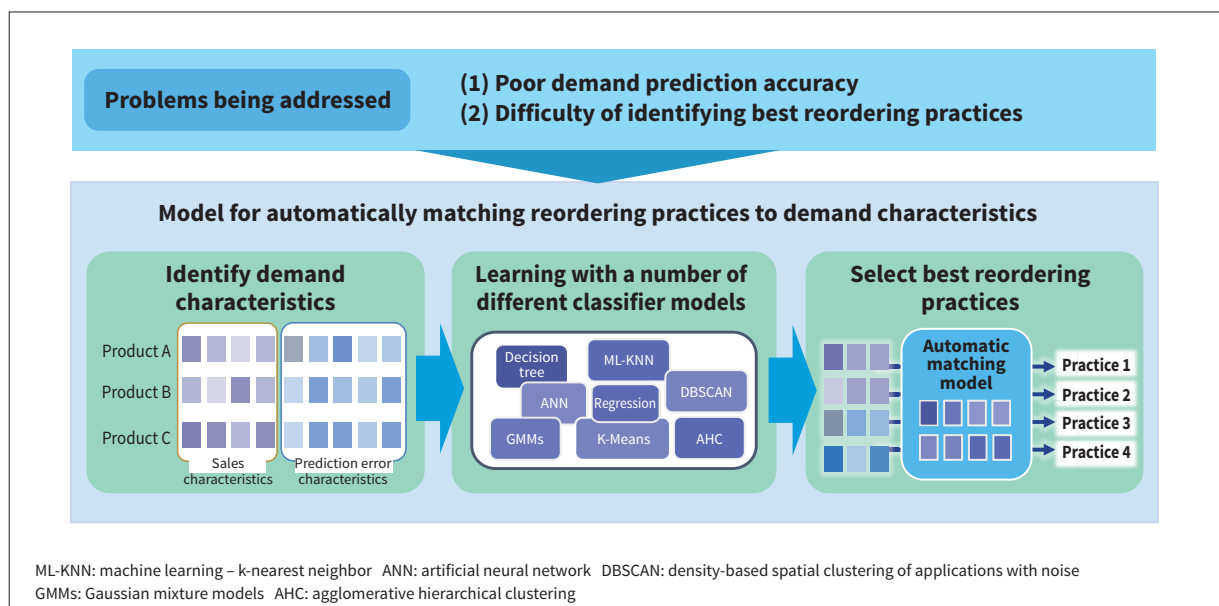 Problems being addressed
(1) Poor demand prediction accuracy
(2) Difficulty of identifying best reordering practices
Model for automatically matching reordering practices to demand characteristics
Identify demand
characteristics
Product A
Product B
Product C
Sales
characteristics
Prediction error
characteristics
Learning with a number of
different classifier models
Decision
tree
ML-KNN
DBSCAN
ANN
Regression
GMMs
K-Means
AHC
Select best reordering
practices
Automatic
matching
model
Practice 1
Practice 2
Practice 3
Practice 4
ML-KNN: machine learning – k-nearest neighbor ANN: artificial neural network DBSCAN: density-based spatial clustering of applications with noise
GMMs: Gaussian mixture models AHC: agglomerative hierarchical clustering